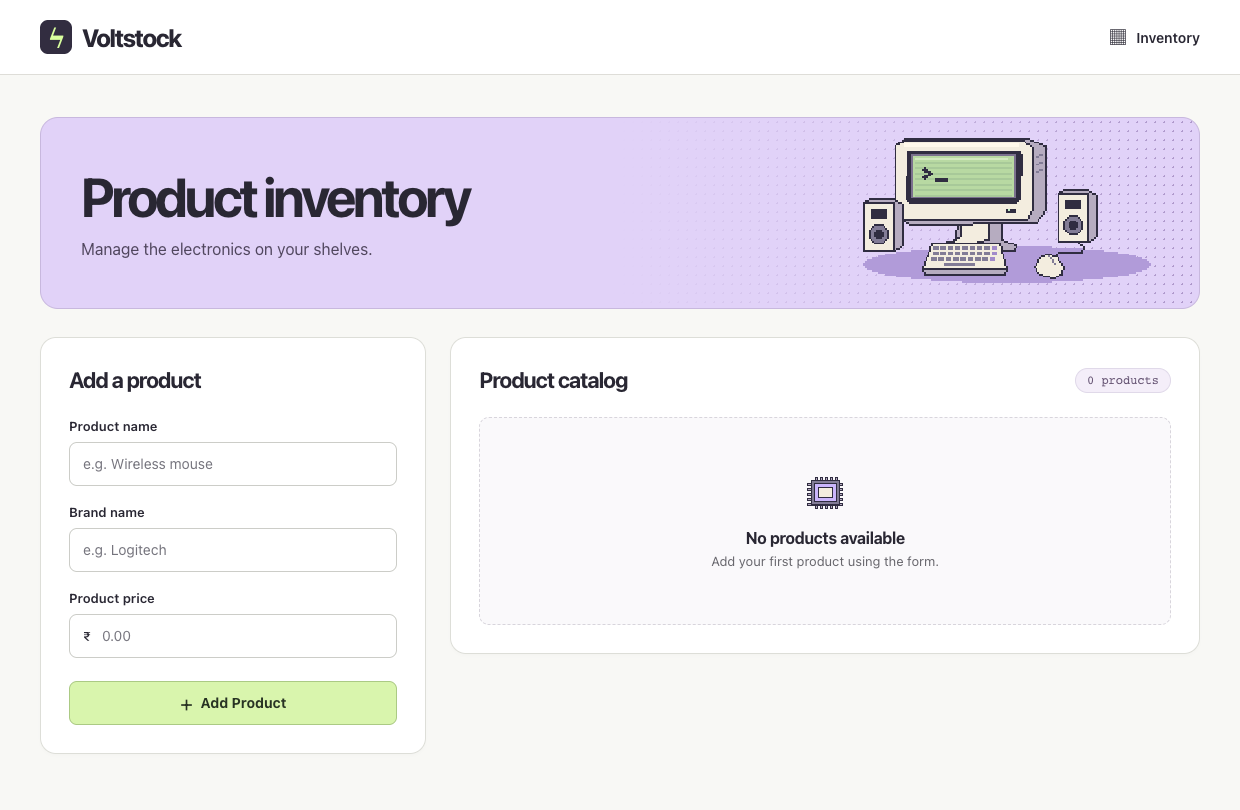 Voltstock
Inventory
Product inventory
Manage the electronics on your shelves.
Add a product
Product name
e.g. Wireless mouse
Brand name
e.g. Logitech
Product price
₹ 0.00
+ Add Product
Product catalog
0 products
No products available
Add your first product using the form.